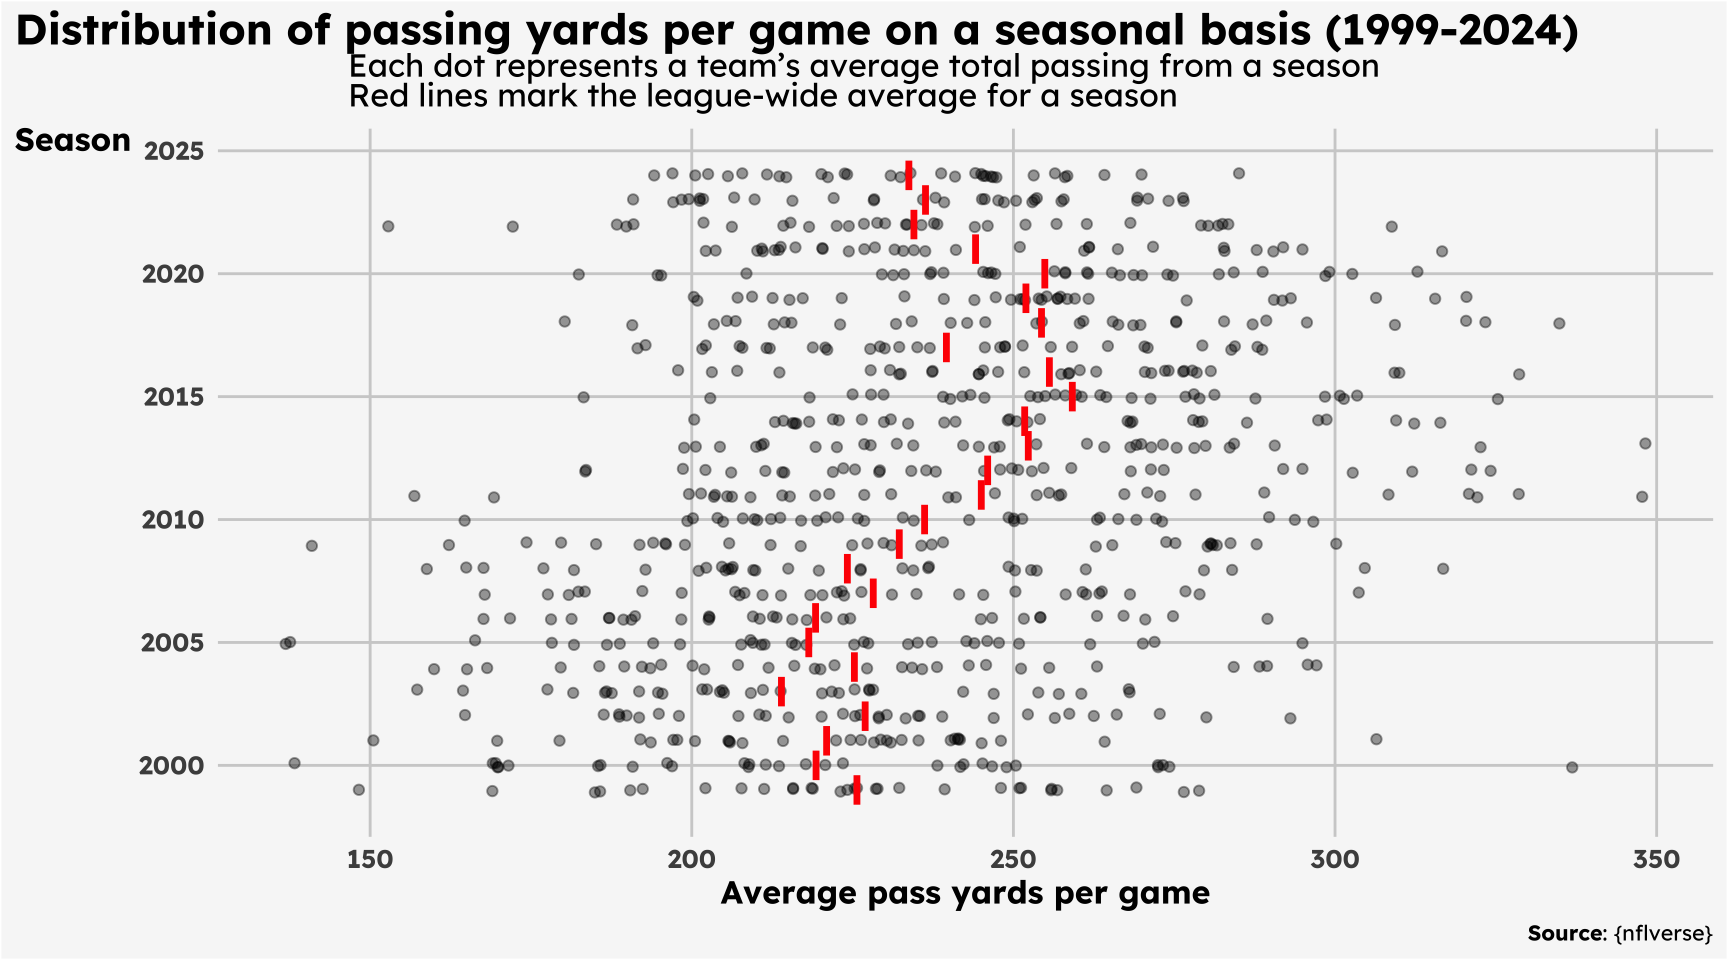 Distribution of passing yards per game on a seasonal basis (1999-2024)
Each dot represents a team’s average total passing from a season
Red lines mark the league-wide average for a season
Season
2025
2020
2015
2010
2005
2000
150 200 250 300 350
Average pass yards per game
Source: {nflverse}